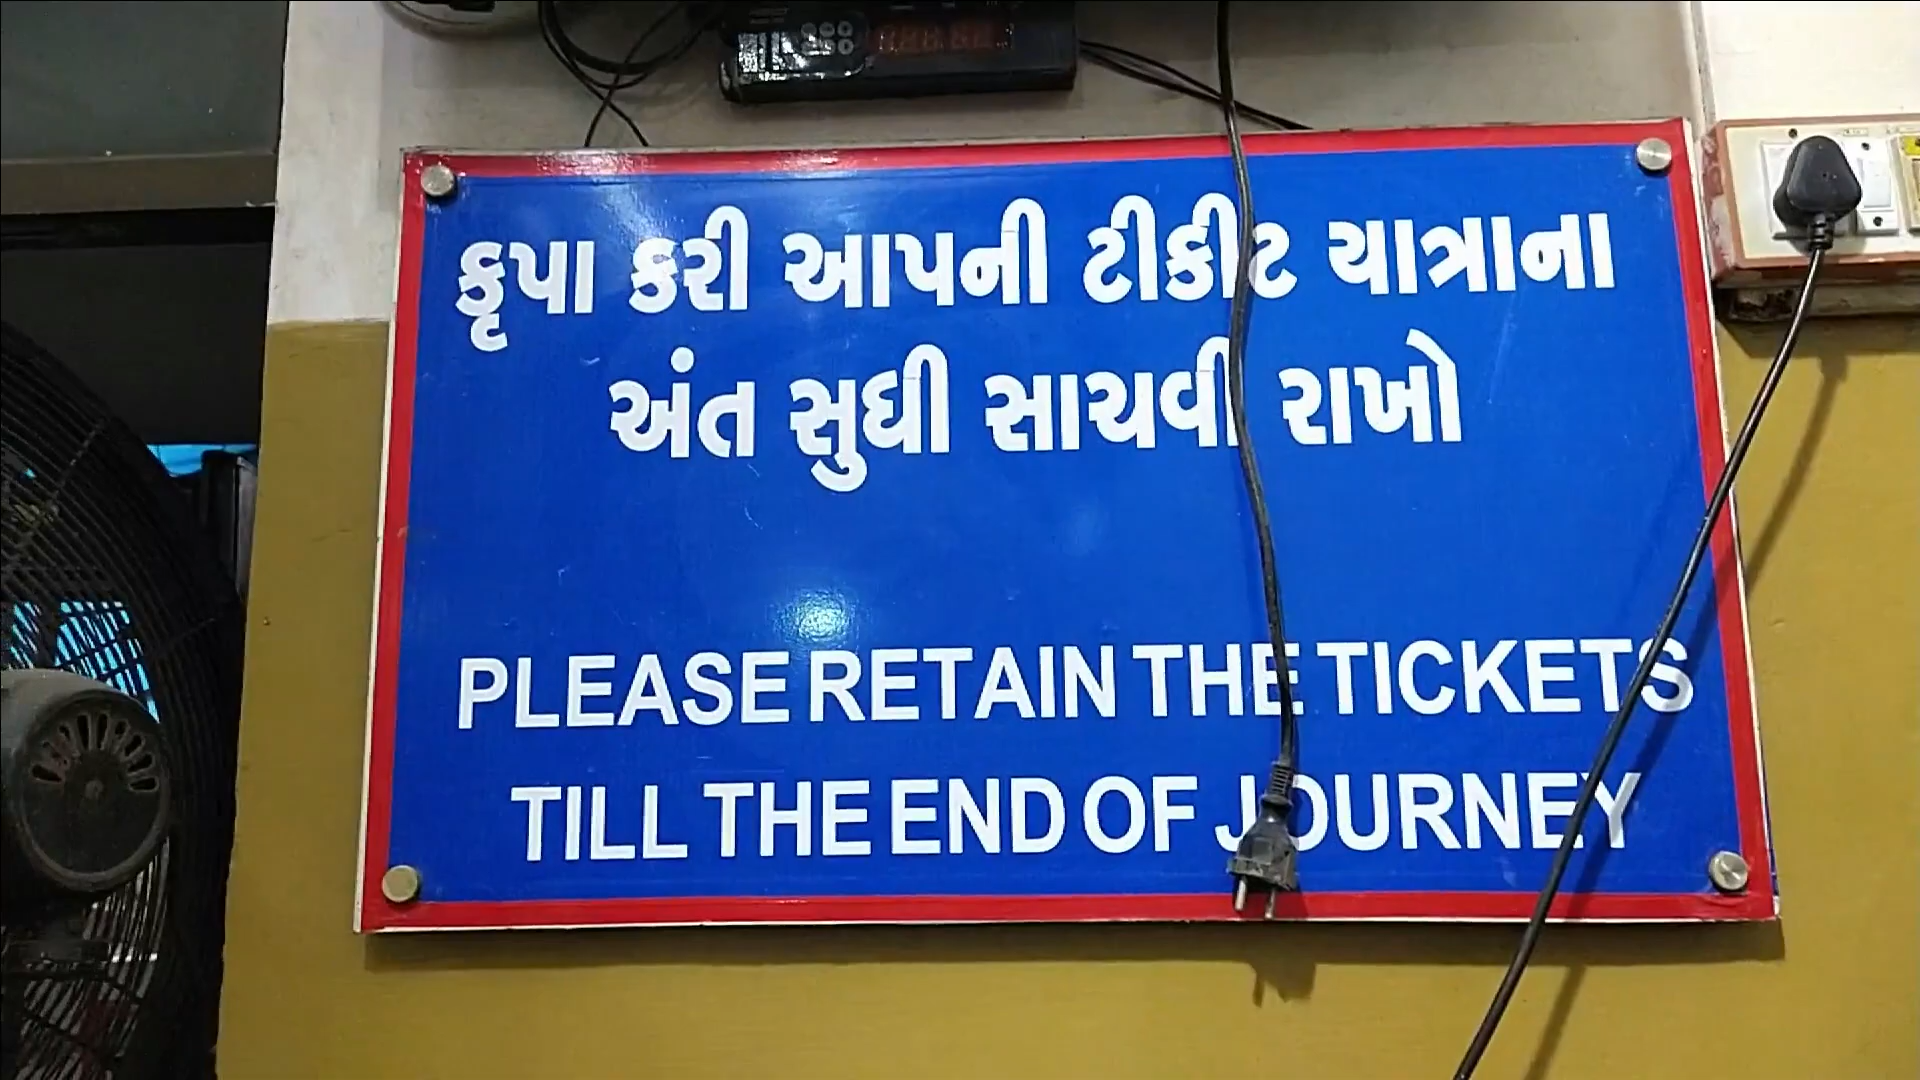 કૃપા કરી આપની ટીકીટ યાત્રાના
અંત સુધી સાચવી રાખો
PLEASE RETAIN THE TICKETS
TILL THE END OF JOURNEY